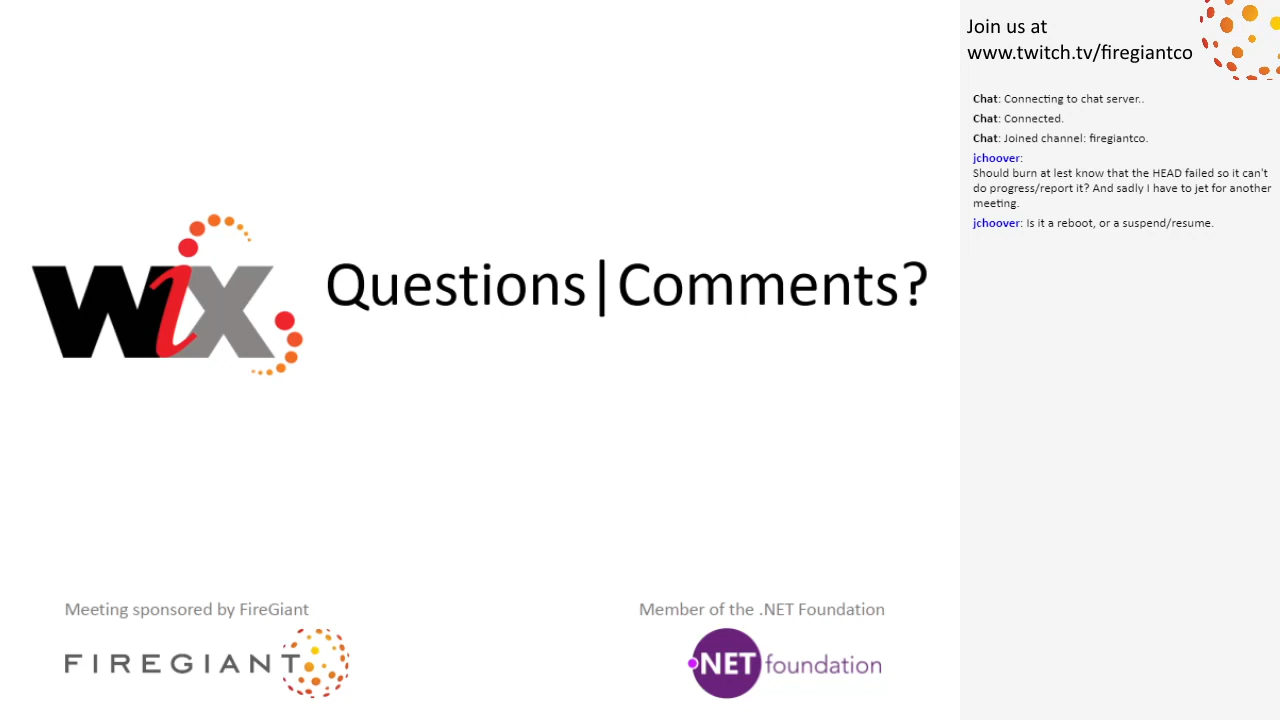 Join us at
www.twitch.tv/firegiantco
Chat: Connecting to chat server..
Chat: Connected.
Chat: Joined channel: firegiantco.
jchoover:
Should burn at lest know that the HEAD failed so it can't
do progress/report it? And sadly I have to jet for another
meeting.
jchoover: Is it a reboot, or a suspend/resume.
WiX
Questions|Comments?
Meeting sponsored by FireGiant
FIREGIANT
Member of the .NET Foundation
.NET foundation